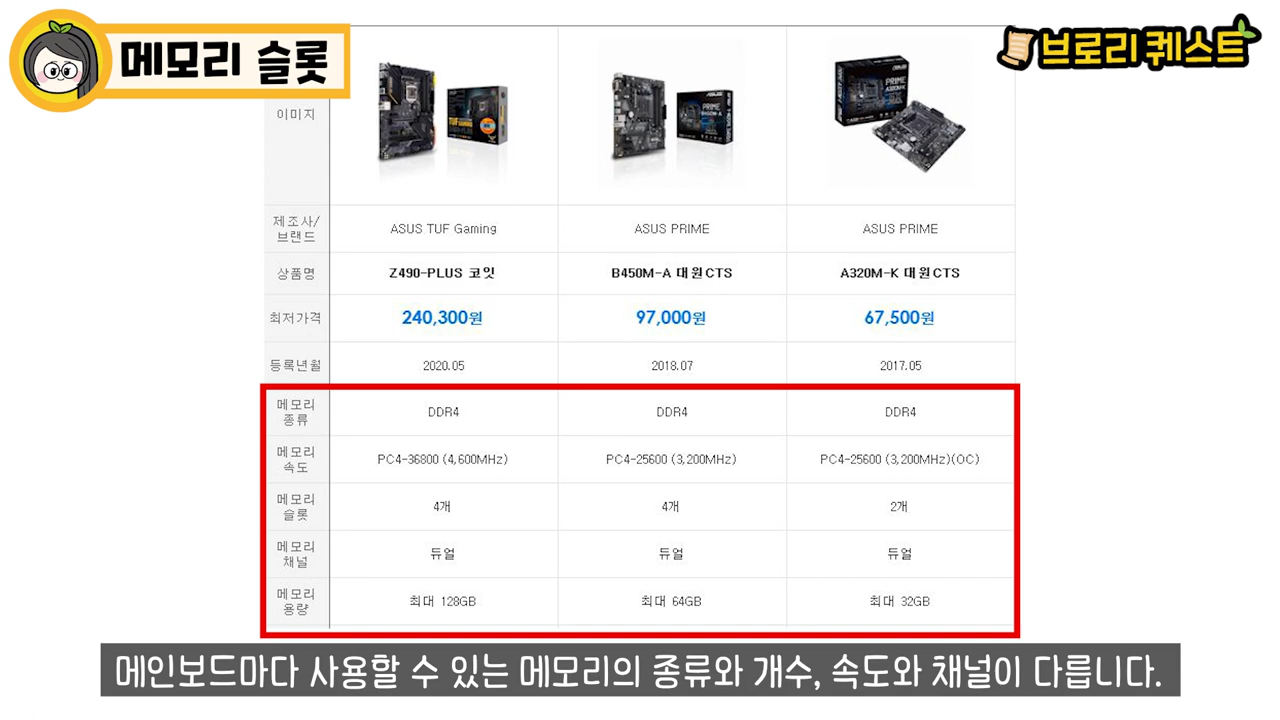 메모리 슬롯
브로리 퀘스트
이미지
TUF GAMING
ASUS
PRIME
B450M-A
ASUS
PRIME
A320M-K
제조사/
브랜드
ASUS TUF Gaming
ASUS PRIME
ASUS PRIME
상품명
Z490-PLUS 코잇
B450M-A 대원CTS
A320M-K 대원CTS
최저가격
240,300원
97,000원
67,500원
등록년월
2020.05
2018.07
2017.05
메모리
종류
DDR4
DDR4
DDR4
메모리
속도
PC4-36800 (4,600MHz)
PC4-25600 (3,200MHz)
PC4-25600 (3,200MHz)(OC)
메모리
슬롯
4개
4개
2개
메모리
채널
듀얼
듀얼
듀얼
메모리
용량
최대 128GB
최대 64GB
최대 32GB
메인보드마다 사용할 수 있는 메모리의 종류와 개수, 속도와 채널이 다릅니다.